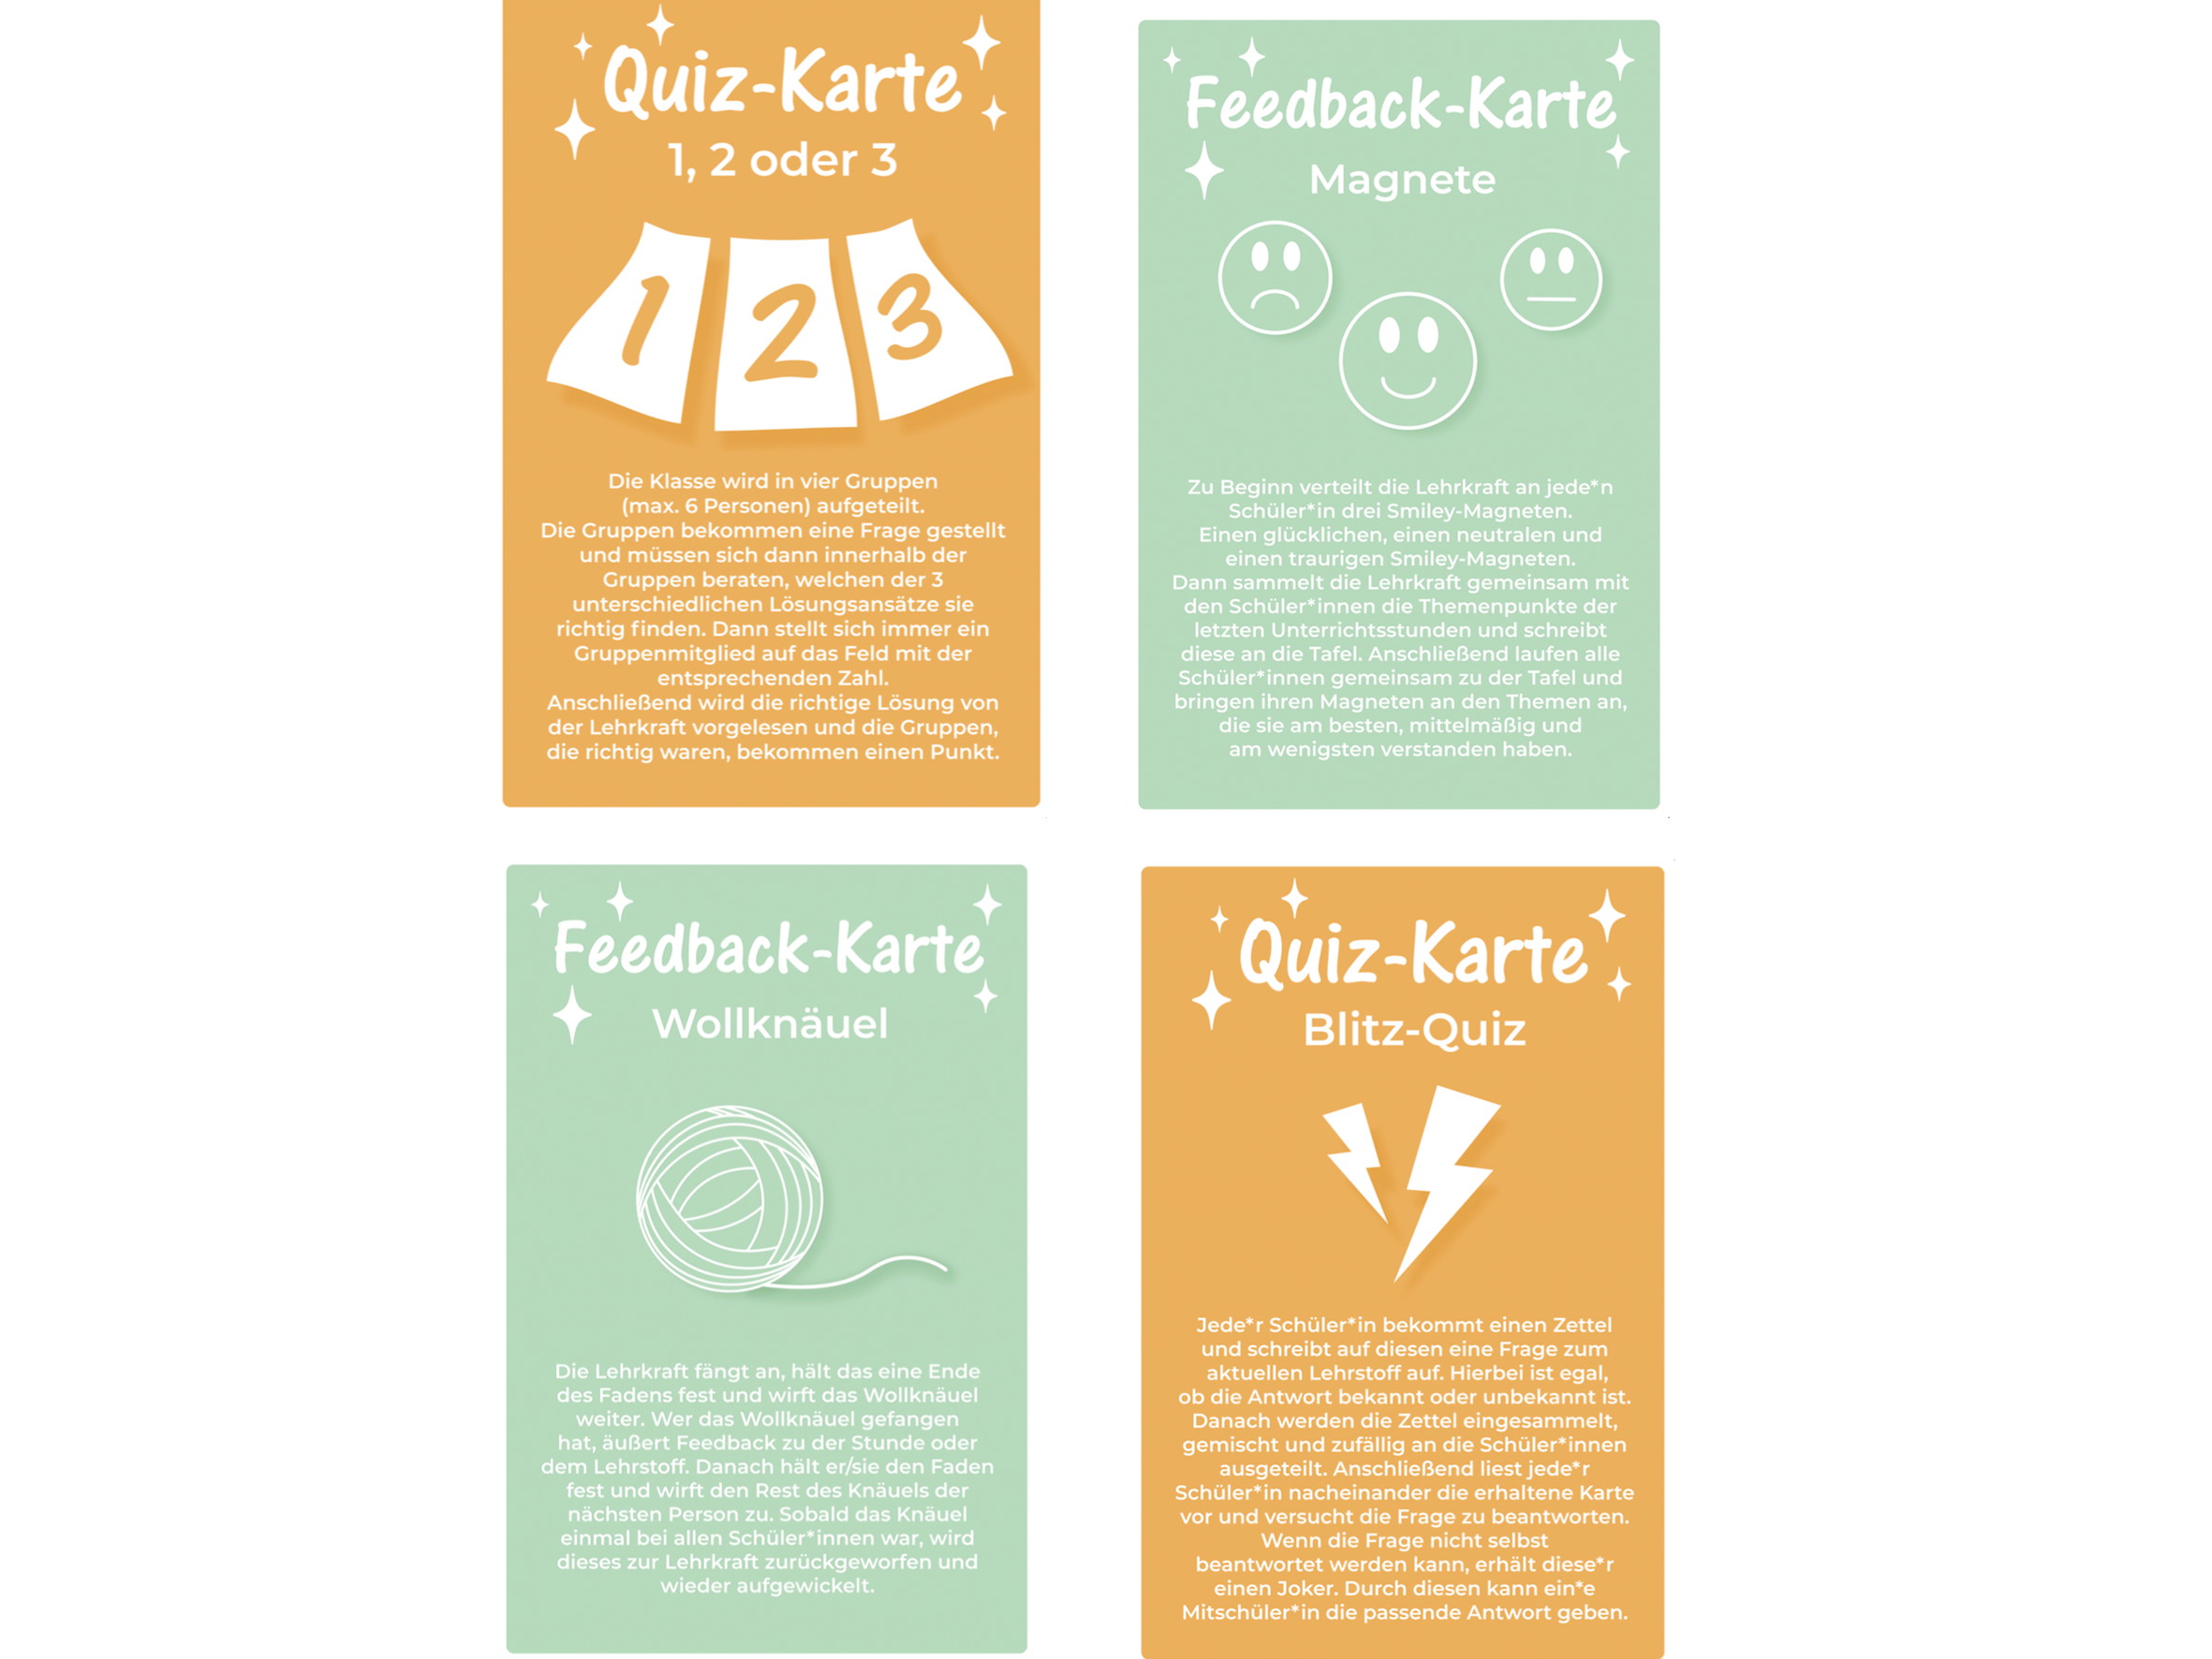 Quiz-Karte
1, 2 oder 3
1 2 3
Die Klasse wird in vier Gruppen
(max. 6 Personen) aufgeteilt.
Die Gruppen bekommen eine Frage gestellt
und müssen sich dann innerhalb der
Gruppen beraten, welchen der 3
unterschiedlichen Lösungsansätze sie
richtig finden. Dann stellt sich immer ein
Gruppenmitglied auf das Feld mit der
entsprechenden Zahl.
Anschließend wird die richtige Lösung von
der Lehrkraft vorgelesen und die Gruppen,
die richtig waren, bekommen einen Punkt.
Feedback-Karte
Magnete
Zu Beginn verteilt die Lehrkraft an jede*n
Schüler*in drei Smiley-Magneten.
Einen glücklichen, einen neutralen und
einen traurigen Smiley-Magneten.
Dann sammelt die Lehrkraft gemeinsam mit
den Schüler*innen die Themenpunkte der
letzten Unterrichtsstunden und schreibt
diese an die Tafel. Anschließend laufen alle
Schüler*innen gemeinsam zu der Tafel und
bringen ihren Magneten an den Themen an,
die sie am besten, mittelmäßig und
am wenigsten verstanden haben.
Feedback-Karte
Wollknäuel
Die Lehrkraft fängt an, hält das eine Ende
des Fadens fest und wirft das Wollknäuel
weiter. Wer das Wollknäuel gefangen
hat, äußert Feedback zu der Stunde oder
dem Lehrstoff. Danach hält er/sie den Faden
fest und wirft den Rest des Knäuels der
nächsten Person zu. Sobald das Knäuel
einmal bei allen Schüler*innen war, wird
dieses zur Lehrkraft zurückgeworfen und
wieder aufgewickelt.
Quiz-Karte
Blitz-Quiz
Jede*r Schüler*in bekommt einen Zettel
und schreibt auf diesen eine Frage zum
aktuellen Lehrstoff auf. Hierbei ist egal,
ob die Antwort bekannt oder unbekannt ist.
Danach werden die Zettel eingesammelt,
gemischt und zufällig an die Schüler*innen
ausgeteilt. Anschließend liest jede*r
Schüler*in nacheinander die erhaltene Karte
vor und versucht die Frage zu beantworten.
Wenn die Frage nicht selbst
beantwortet werden kann, erhält diese*r
einen Joker. Durch diesen kann ein*e
Mitschüler*in die passende Antwort geben.